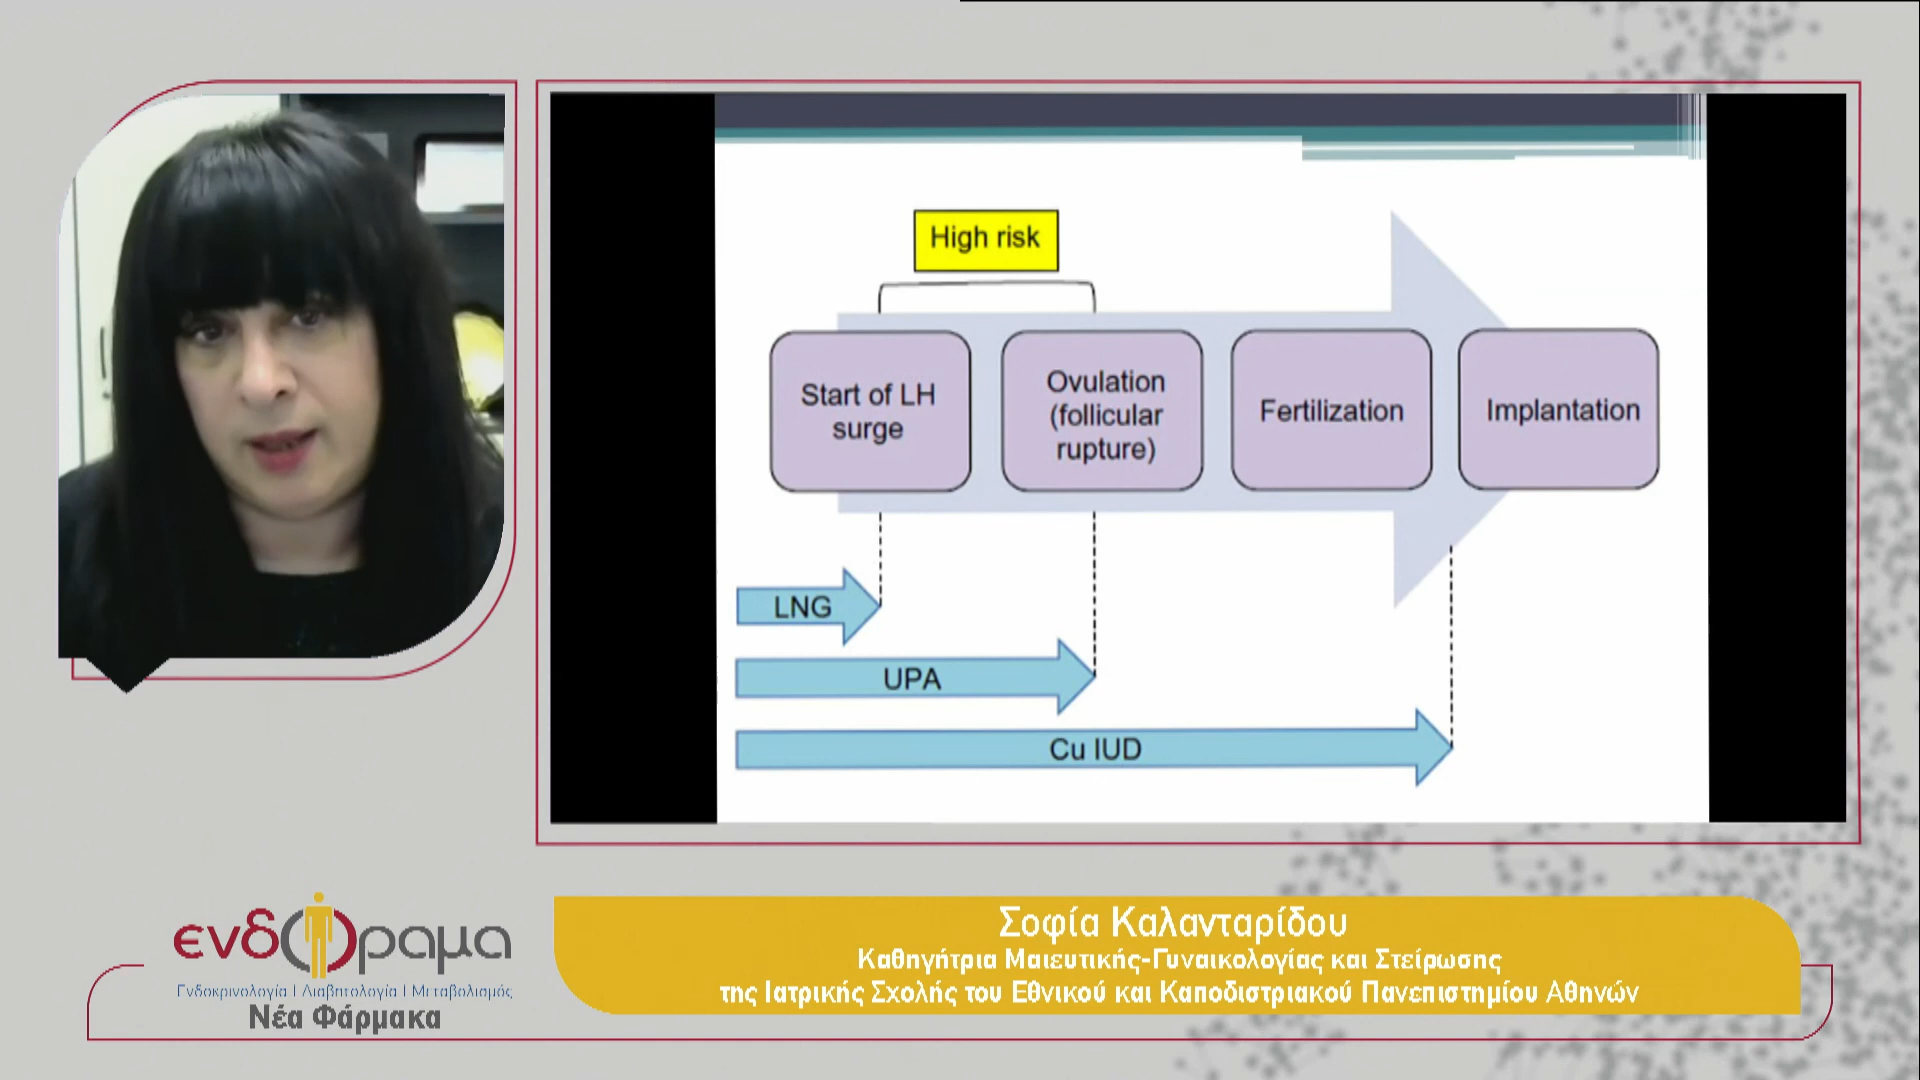 High risk
Start of LH
surge
Ovulation
(follicular
rupture)
Fertilization
Implantation
LNG
UPA
Cu IUD
ενδόραμα
Ενδοκρινολογία | Διαβητολογία | Μεταβολισμός
Νέα Φάρμακα
Σοφία Καλανταρίδου
Καθηγήτρια Μαιευτικής-Γυναικολογίας και Στείρωσης
της Ιατρικής Σχολής του Εθνικού και Καποδιστριακού Πανεπιστημίου Αθηνών